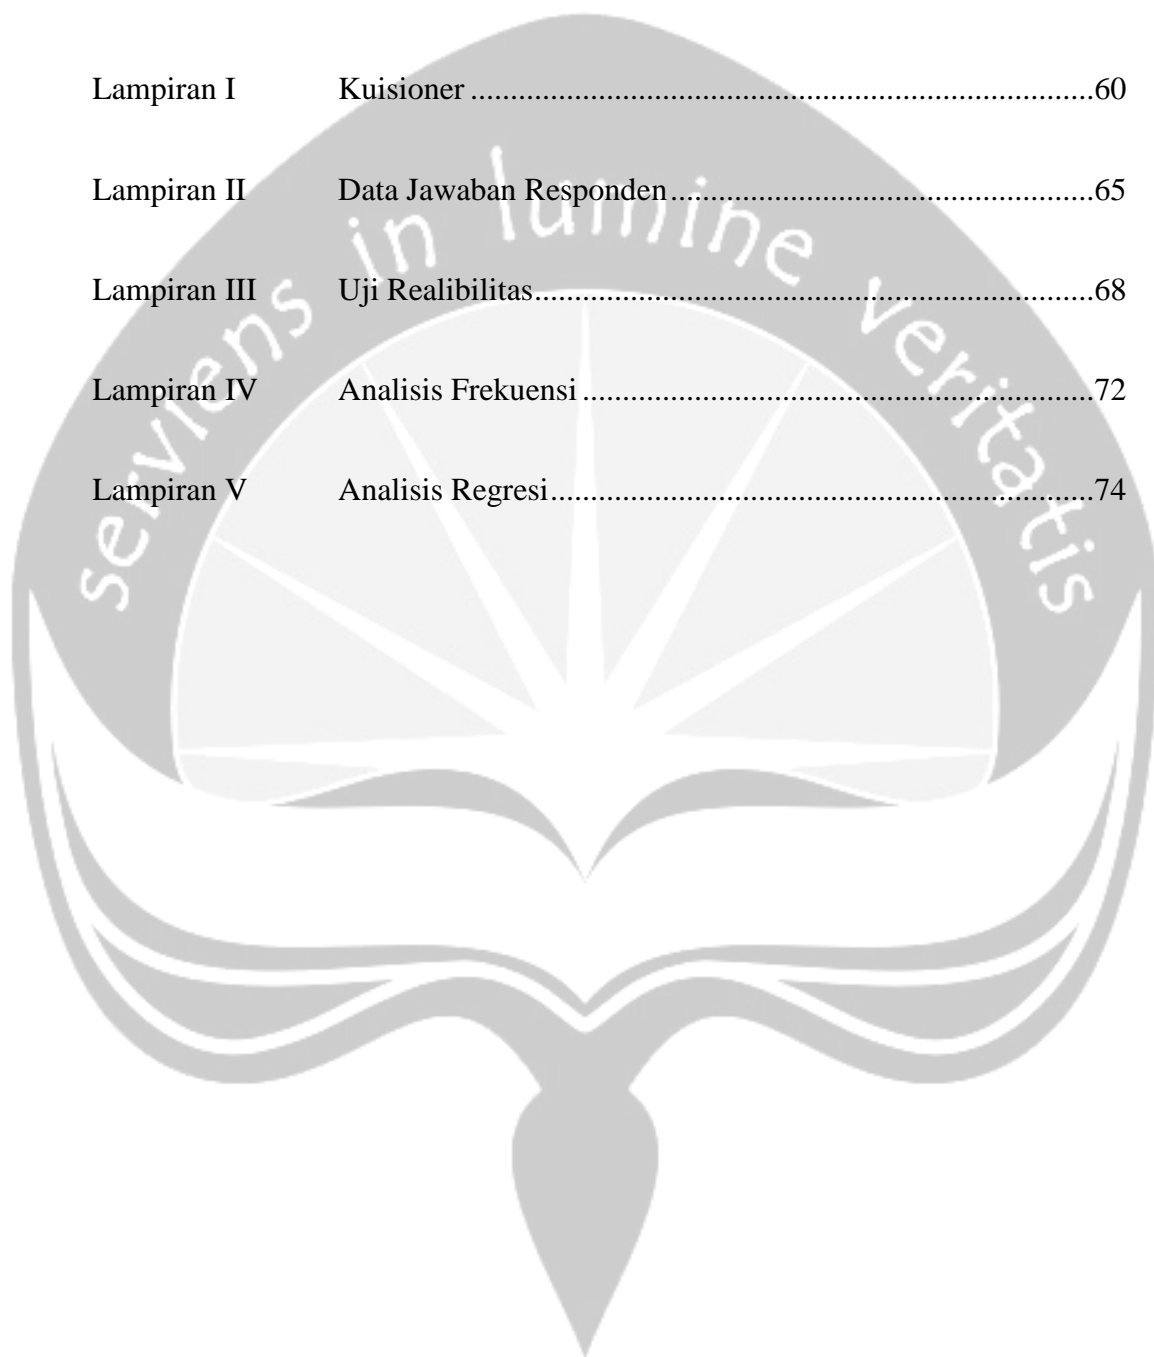 Lampiran I Kuisioner ............................................................................60
Lampiran II Data Jawaban Responden ....................................................65
Lampiran III Uji Realibilitas....................................................................68
Lampiran IV Analisis Frekuensi ...............................................................72
Lampiran V Analisis Regresi..................................................................74
serviens in lumine veritatis